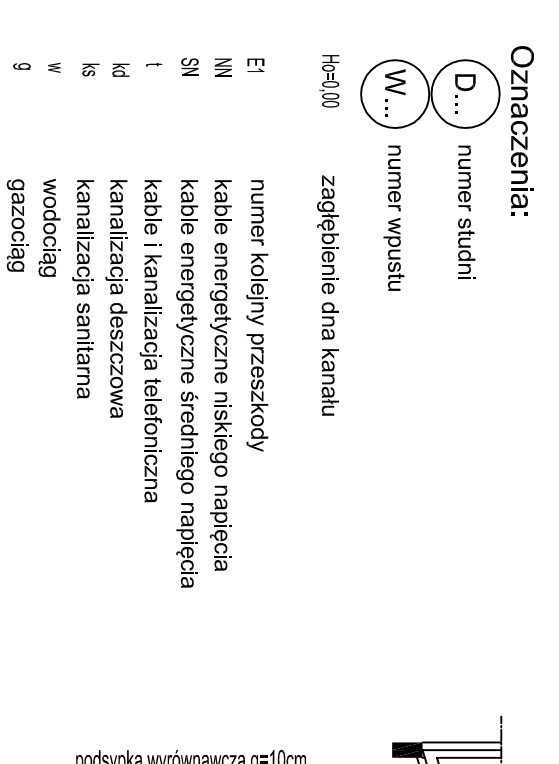 Oznaczenia:
D... numer studni
W... numer wpustu
Ho=0,00 zagłębienie dna kanału
E1 numer kolejny przeszkody
NN kable energetyczne niskiego napięcia
SN kable energetyczne średniego napięcia
t kable i kanalizacja telefoniczna
kd kanalizacja deszczowa
ks kanalizacja sanitarna
w wodociąg
g gazociąg
podsypka wyrównawcza g=10cm